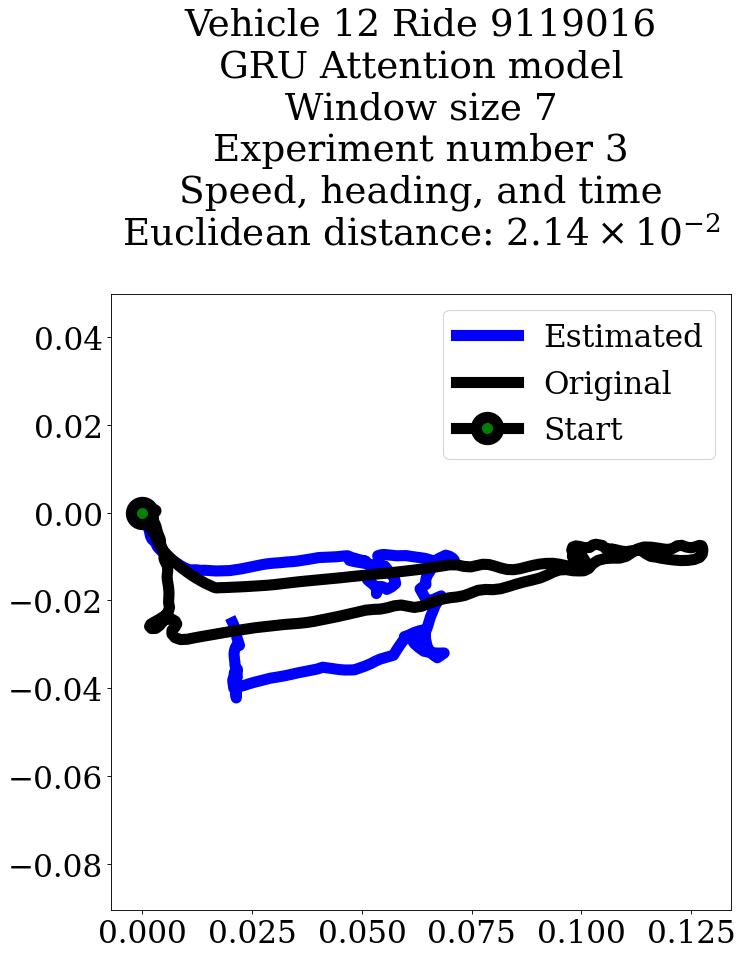 Vehicle 12 Ride 9119016
GRU Attention model
Window size 7
Experiment number 3
Speed, heading, and time
Euclidean distance: 2.14 × 10⁻²
Estimated
Original
Start
0.04
0.02
0.00
−0.02
−0.04
−0.06
−0.08
0.000 0.025 0.050 0.075 0.100 0.125